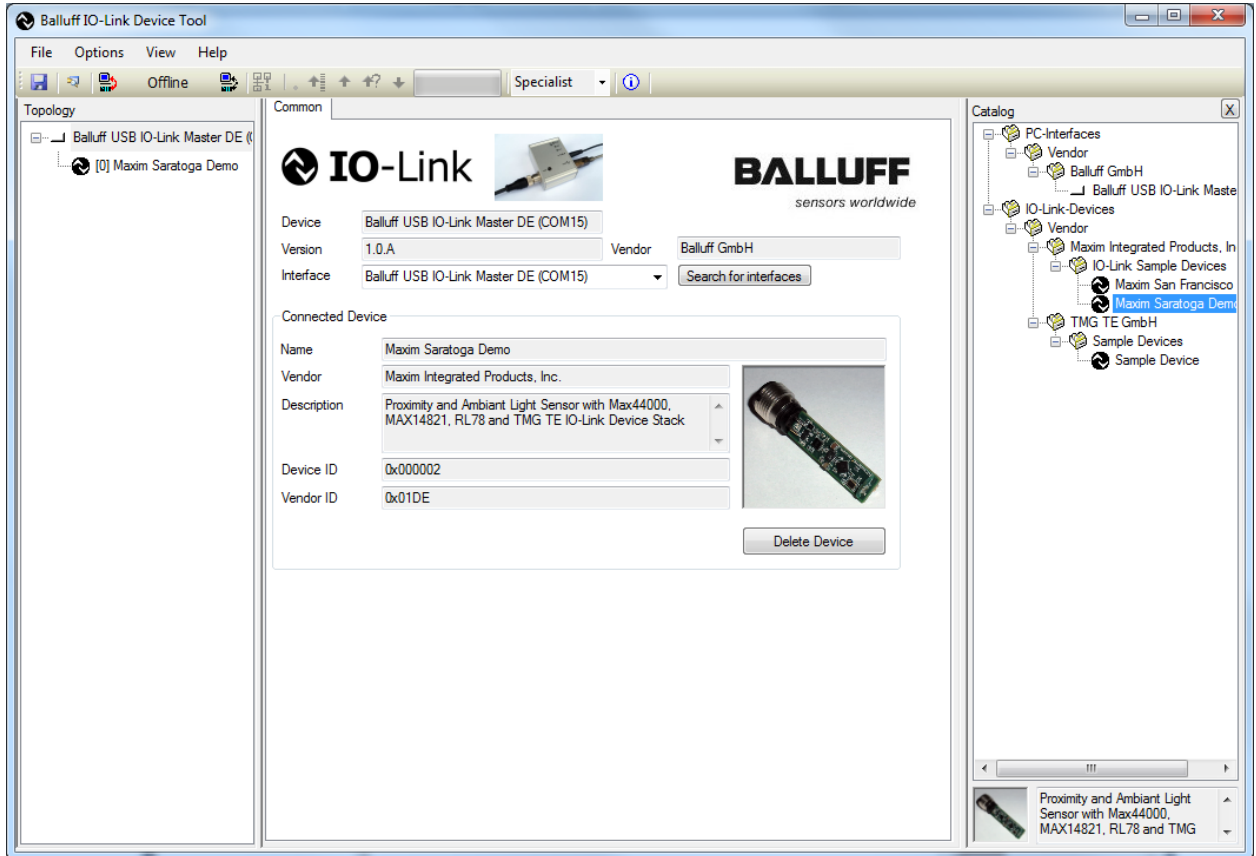 Balluff IO-Link Device Tool
File Options View Help
Offline
Specialist
Topology
Balluff USB IO-Link Master DE (
[0] Maxim Saratoga Demo
Common
IO-Link
BALLUFF
sensors worldwide
Device Balluff USB IO-Link Master DE (COM15)
Version 1.0.A Vendor Balluff GmbH
Interface Balluff USB IO-Link Master DE (COM15) Search for interfaces
Connected Device
Name Maxim Saratoga Demo
Vendor Maxim Integrated Products, Inc.
Description Proximity and Ambiant Light Sensor with Max44000,
MAX14821, RL78 and TMG TE IO-Link Device Stack
Device ID 0x000002
Vendor ID 0x01DE
Delete Device
Catalog X
PC-Interfaces
Vendor
Balluff GmbH
Balluff USB IO-Link Maste
IO-Link-Devices
Vendor
Maxim Integrated Products, In
IO-Link Sample Devices
Maxim San Francisco
Maxim Saratoga Demo
TMG TE GmbH
Sample Devices
Sample Device
Proximity and Ambiant Light
Sensor with Max44000,
MAX14821, RL78 and TMG